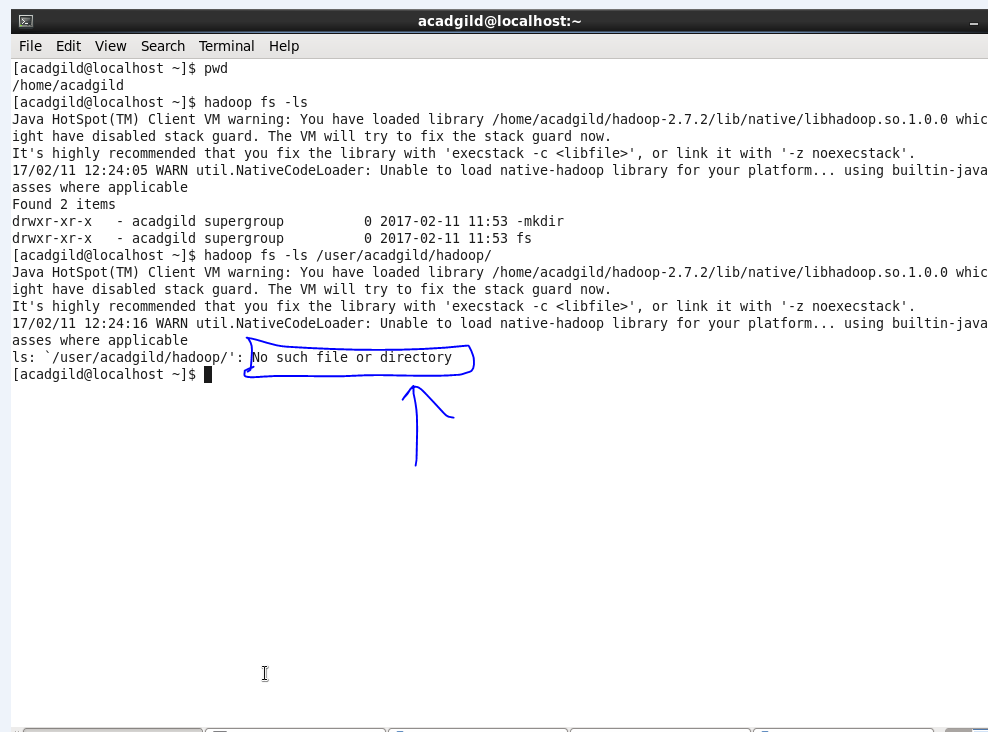 acadgild@localhost:~
File Edit View Search Terminal Help
[acadgild@localhost ~]$ pwd
/home/acadgild
[acadgild@localhost ~]$ hadoop fs -ls
Java HotSpot(TM) Client VM warning: You have loaded library /home/acadgild/hadoop-2.7.2/lib/native/libhadoop.so.1.0.0 whic
ight have disabled stack guard. The VM will try to fix the stack guard now.
It's highly recommended that you fix the library with 'execstack -c <libfile>', or link it with '-z noexecstack'.
17/02/11 12:24:05 WARN util.NativeCodeLoader: Unable to load native-hadoop library for your platform... using builtin-java
asses where applicable
Found 2 items
drwxr-xr-x   - acadgild supergroup          0 2017-02-11 11:53 -mkdir
drwxr-xr-x   - acadgild supergroup          0 2017-02-11 11:53 fs
[acadgild@localhost ~]$ hadoop fs -ls /user/acadgild/hadoop/
Java HotSpot(TM) Client VM warning: You have loaded library /home/acadgild/hadoop-2.7.2/lib/native/libhadoop.so.1.0.0 whic
ight have disabled stack guard. The VM will try to fix the stack guard now.
It's highly recommended that you fix the library with 'execstack -c <libfile>', or link it with '-z noexecstack'.
17/02/11 12:24:16 WARN util.NativeCodeLoader: Unable to load native-hadoop library for your platform... using builtin-java
asses where applicable
ls: `/user/acadgild/hadoop/': No such file or directory
[acadgild@localhost ~]$